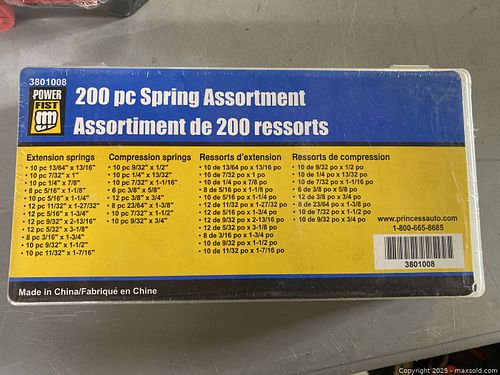 3801008
POWER
FIST
200 pc Spring Assortment
Assortiment de 200 ressorts
Extension springs
• 10 pc 13/64" x 13/16"
• 10 pc 7/32" x 1"
• 10 pc 1/4" x 7/8"
• 8 pc 5/16" x 1-1/8"
• 10 pc 5/16" x 1-1/4"
• 12 pc 11/32" x 1-27/32"
• 12 pc 5/16" x 1-3/4"
• 12 pc 9/32" x 2-13/16"
• 12 pc 5/32" x 3-1/8"
• 8 pc 3/16" x 1-3/4"
• 10 pc 9/32" x 1-1/2"
• 10 pc 11/32" x 1-7/16"
Compression springs
• 10 pc 9/32" x 1/2"
• 10 pc 1/4" x 13/32"
• 10 pc 7/32" x 1-1/16"
• 6 pc 3/8" x 5/8"
• 12 pc 3/8" x 3/4"
• 8 pc 23/64" x 1-3/8"
• 10 pc 7/32" x 1-1/2"
• 10 pc 9/32" x 3/4"
Ressorts d'extension
• 10 de 13/64 po x 13/16 po
• 10 de 7/32 po x 1 po
• 10 de 1/4 po x 7/8 po
• 8 de 5/16 po x 1-1/8 po
• 10 de 5/16 po x 1-1/4 po
• 12 de 11/32 po x 1-27/32 po
• 12 de 5/16 po x 1-3/4 po
• 12 de 9/32 po x 2-13/16 po
• 12 de 5/32 po x 3-1/8 po
• 8 de 3/16 po x 1-3/4 po
• 10 de 9/32 po x 1-1/2 po
• 10 de 11/32 po x 1-7/16 po
Ressorts de compression
• 10 de 9/32 po x 1/2 po
• 10 de 1/4 po x 13/32 po
• 10 de 7/32 po x 1-1/16 po
• 6 de 3/8 po x 5/8 po
• 12 de 3/8 po x 3/4 po
• 8 de 23/64 po x 1-3/8 po
• 10 de 7/32 po x 1-1/2 po
• 10 de 9/32 po x 3/4 po
www.princessauto.com
1-800-665-8685
3801008
Made in China/Fabriqué en Chine
Copyright 2025 - maxsold.com